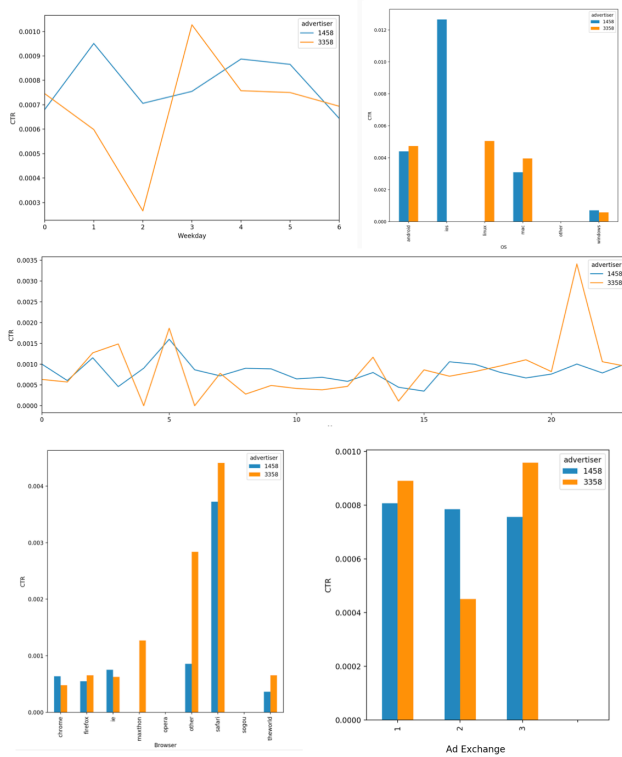 advertiser
1458
3358
0.0010
0.0009
0.0008
0.0007
0.0006
0.0005
0.0004
0.0003
CTR
0 1 2 3 4 5 6
Weekday
advertiser
1458
3358
0.012
0.010
0.008
0.006
0.004
0.002
0.000
CTR
android ios linux mac other windows
OS
advertiser
1458
3358
0.0035
0.0030
0.0025
0.0020
0.0015
0.0010
0.0005
0.0000
CTR
0 5 10 15 20
advertiser
1458
3358
0.004
0.003
0.002
0.001
0.000
CTR
chrome firefox ie maxthon opera other safari sogou theworld
Browser
advertiser
1458
3358
0.0010
0.0008
0.0006
0.0004
0.0002
0.0000
CTR
1 2 3
Ad Exchange